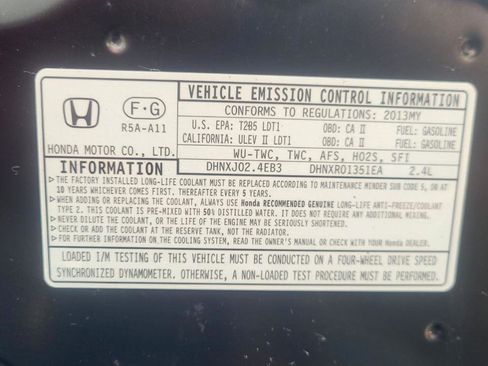 VEHICLE EMISSION CONTROL INFORMATION
F·G
R5A-A11
HONDA MOTOR CO., LTD.
CONFORMS TO REGULATIONS: 2013MY
U.S. EPA: T2B5 LDT1 OBD: CA II FUEL: GASOLINE
CALIFORNIA: ULEV II LDT1 OBD: CA II FUEL: GASOLINE
WU-TWC, TWC, AFS, HO2S, SFI
INFORMATION DHNXJ02.4EB3 DHNXR0135IEA 2.4L
THE FACTORY INSTALLED LONG-LIFE COOLANT MUST BE REPLACED ACCORDING TO MAINTENANCE MINDER SUB CODE 5, OR AT
10 YEARS WHICHEVER COMES FIRST. THEREAFTER EVERY 5 YEARS.
WHEN ADDING OR REPLACING THE COOLANT, ALWAYS USE Honda RECOMMENDED GENUINE LONG-LIFE ANTI-FREEZE/COOLANT
TYPE 2. THIS COOLANT IS PRE-MIXED WITH 50% DISTILLED WATER. IT DOES NOT REQUIRE ANY ADDITIONAL MIXING.
NEVER DILUTE THE COOLANT, OR THE LIFE OF THE ENGINE MAY BE SERIOUSLY SHORTENED.
ADD COOLANT AT THE RESERVE TANK, NOT THE RADIATOR.
FOR COOLING SYSTEM SERVICE, READ THE OWNER'S MANUAL OR CHECK WITH YOUR Honda DEALER.
LOADED I/M TESTING OF THIS VEHICLE MUST BE CONDUCTED ON A FOUR-WHEEL DRIVE SPEED
SYNCHRONIZED DYNAMOMETER. OTHERWISE, A NON-LOADED TEST PROCEDURE MUST BE PERFORMED.